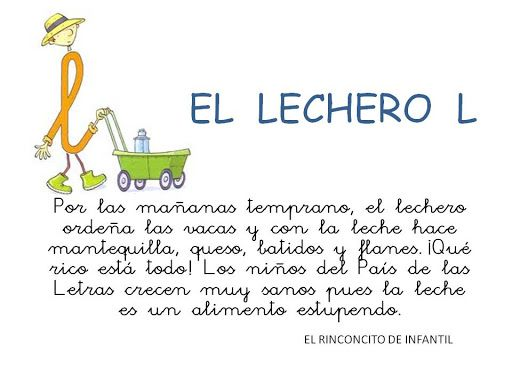 EL LECHERO L
Por las mañanas temprano, el lechero
ordeña las vacas y con la leche hace
mantequilla, queso, batidos y flanes. ¡Qué
rico está todo! Los niños del País de las
Letras crecen muy sanos pues la leche
es un alimento estupendo.
EL RINCONCITO DE INFANTIL